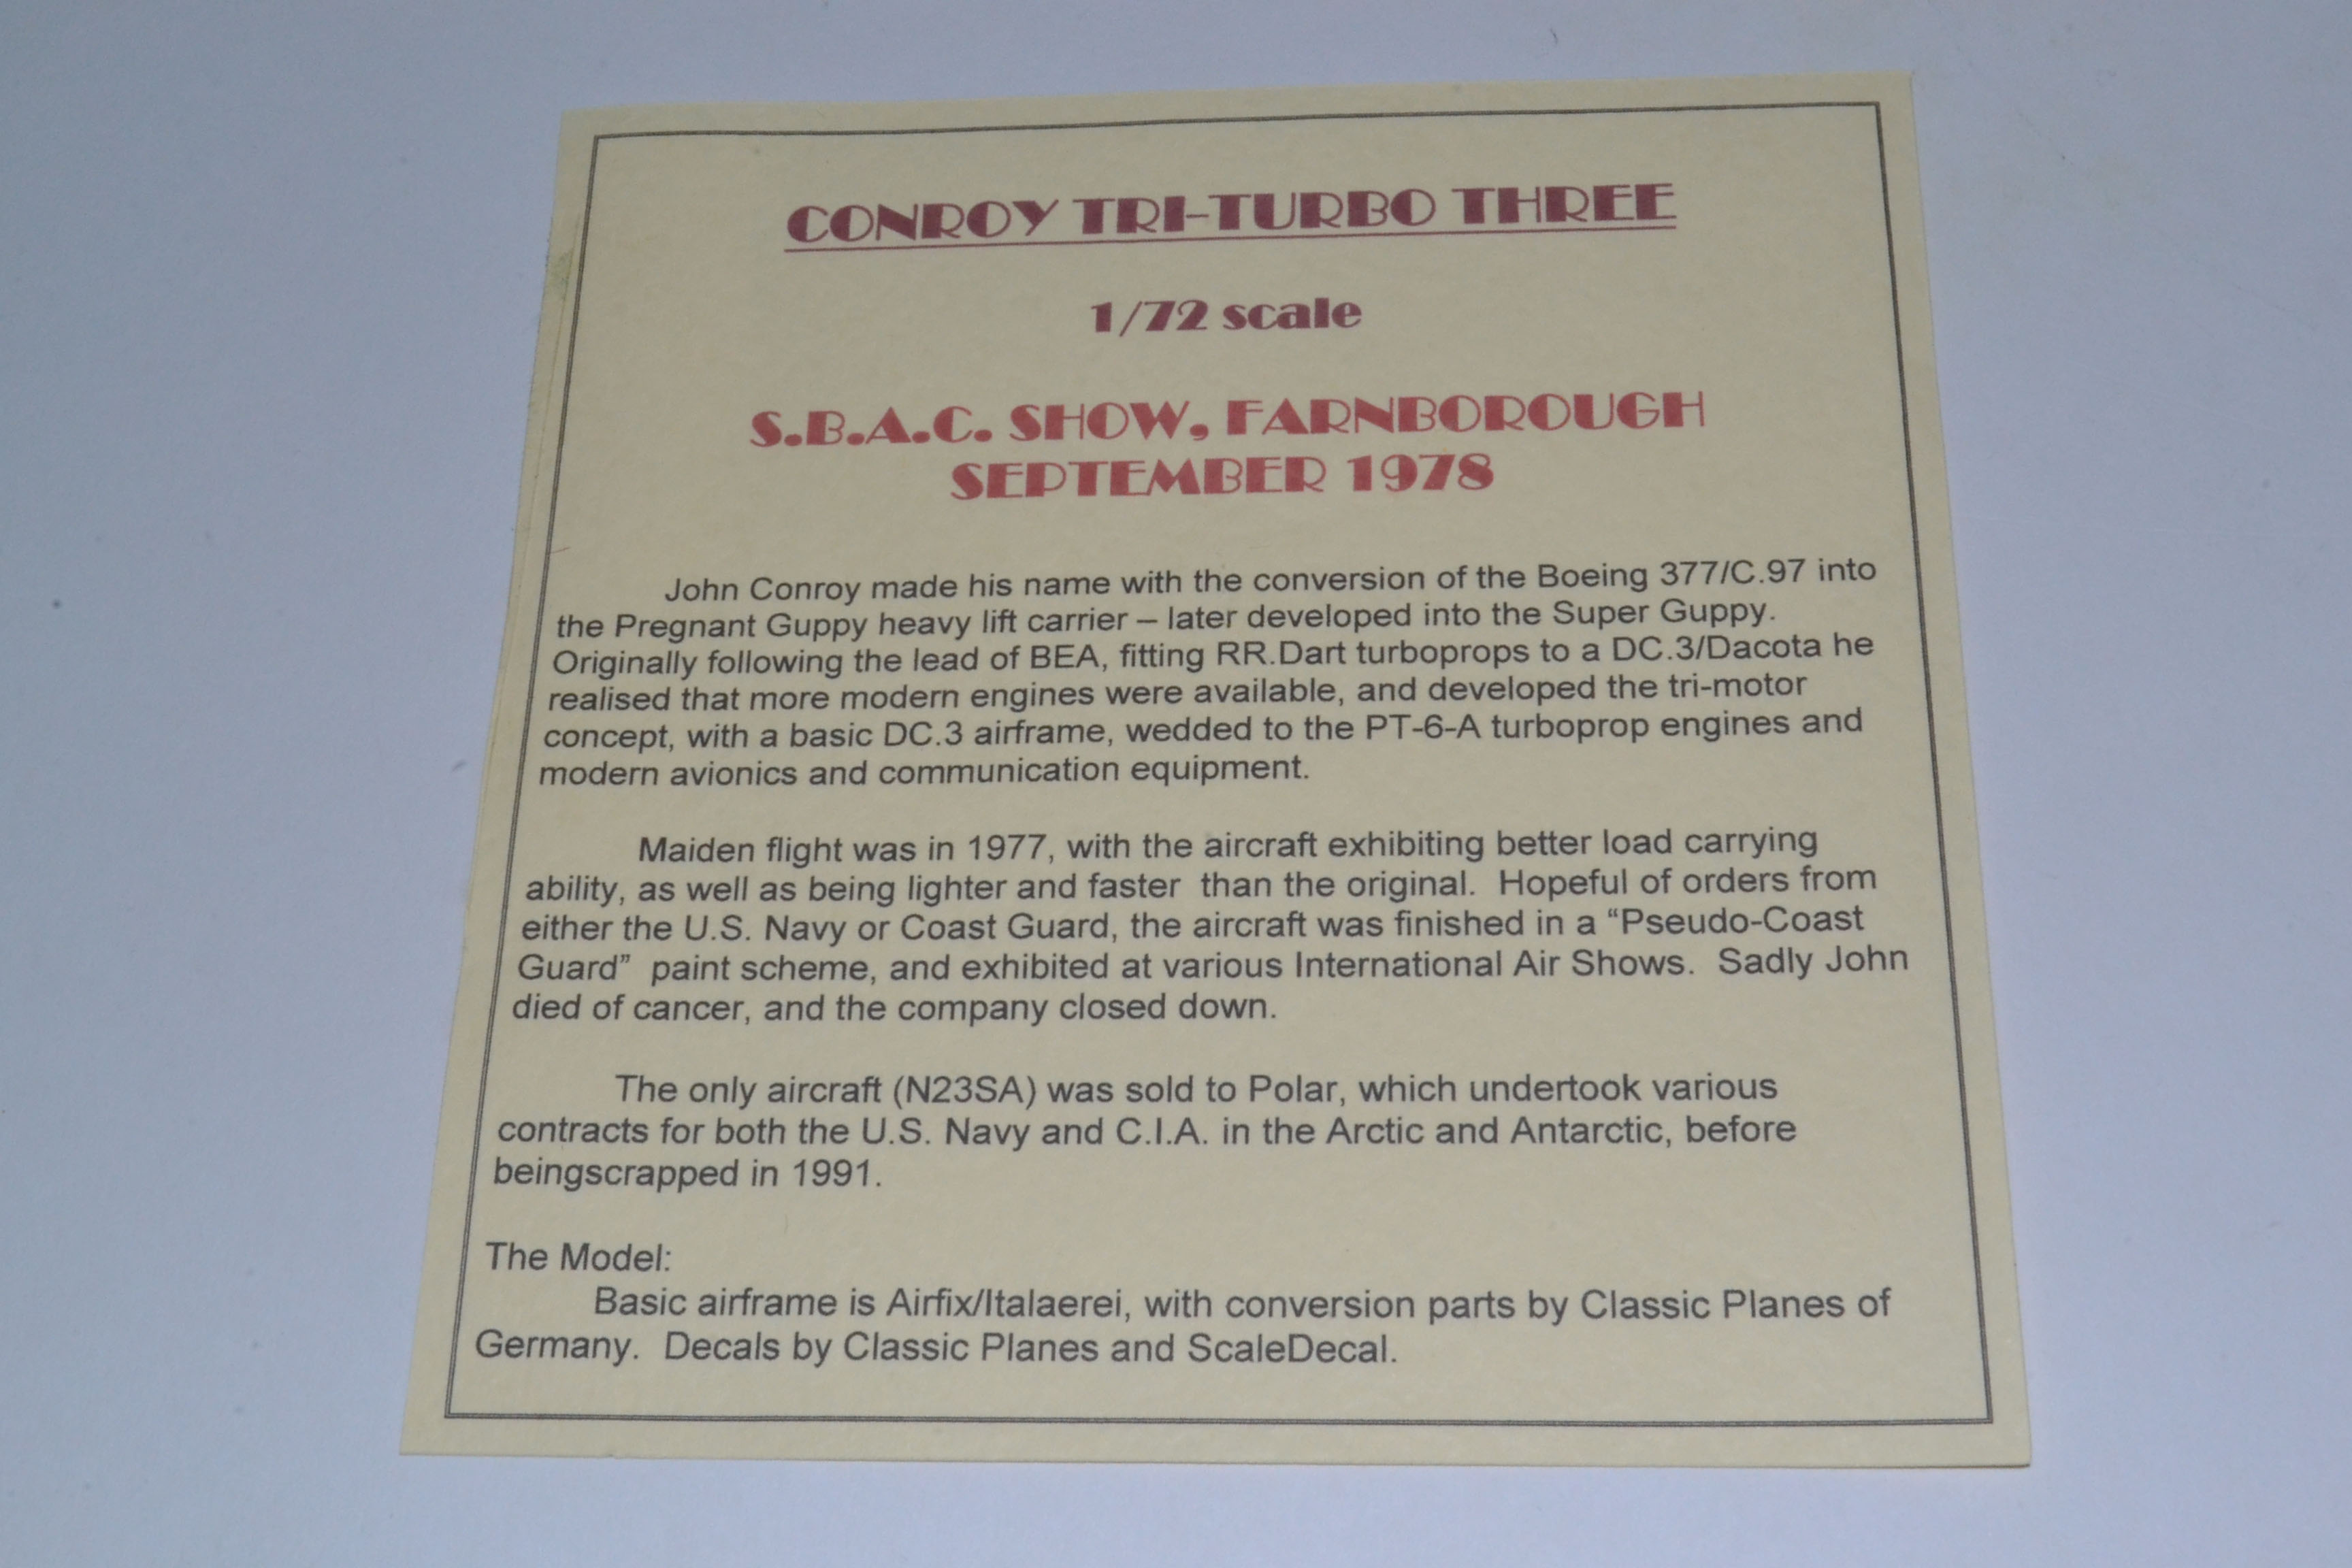 CONROY TRI-TURBO THREE
1/72 scale
S.B.A.C. SHOW, FARNBOROUGH
SEPTEMBER 1978
John Conroy made his name with the conversion of the Boeing 377/C.97 into
the Pregnant Guppy heavy lift carrier – later developed into the Super Guppy.
Originally following the lead of BEA, fitting RR.Dart turboprops to a DC.3/Dacota he
realised that more modern engines were available, and developed the tri-motor
concept, with a basic DC.3 airframe, wedded to the PT-6-A turboprop engines and
modern avionics and communication equipment.
Maiden flight was in 1977, with the aircraft exhibiting better load carrying
ability, as well as being lighter and faster  than the original.  Hopeful of orders from
either the U.S. Navy or Coast Guard, the aircraft was finished in a “Pseudo-Coast
Guard”  paint scheme, and exhibited at various International Air Shows.  Sadly John
died of cancer, and the company closed down.
The only aircraft (N23SA) was sold to Polar, which undertook various
contracts for both the U.S. Navy and C.I.A. in the Arctic and Antarctic, before
beingscrapped in 1991.
The Model:
Basic airframe is Airfix/Italaerei, with conversion parts by Classic Planes of
Germany.  Decals by Classic Planes and ScaleDecal.